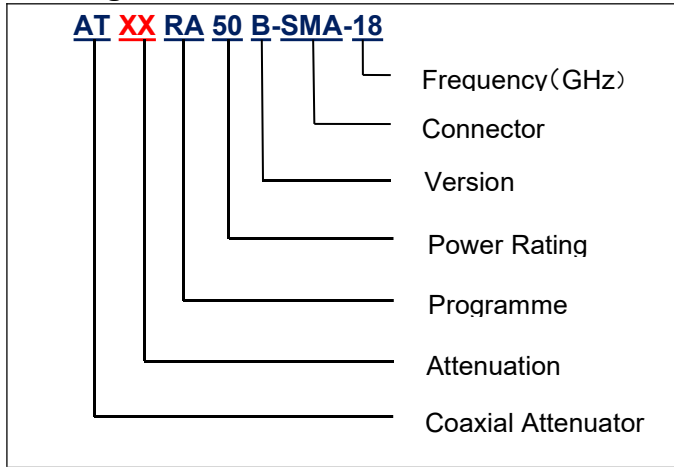 AT XX RA 50 B-SMA-18
Frequency（GHz）
Connector
Version
Power Rating
Programme
Attenuation
Coaxial Attenuator